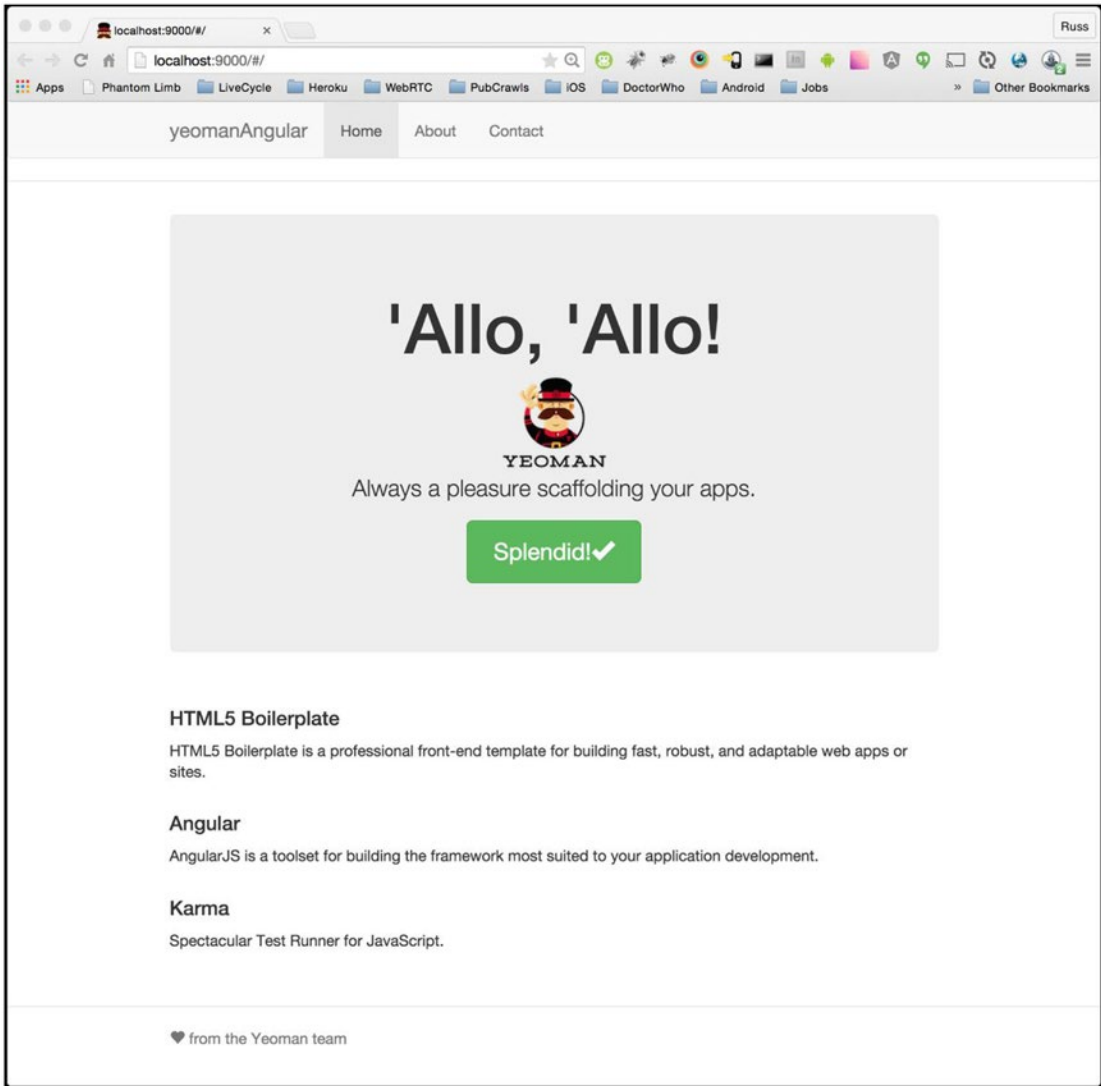 localhost:9000/#/
Russ
localhost:9000/#/
Apps Phantom Limb LiveCycle Heroku WebRTC PubCrawls iOS DoctorWho Android Jobs » Other Bookmarks
yeomanAngular Home About Contact
'Allo, 'Allo!
YEOMAN
Always a pleasure scaffolding your apps.
Splendid!
HTML5 Boilerplate
HTML5 Boilerplate is a professional front-end template for building fast, robust, and adaptable web apps or
sites.
Angular
AngularJS is a toolset for building the framework most suited to your application development.
Karma
Spectacular Test Runner for JavaScript.
♥ from the Yeoman team